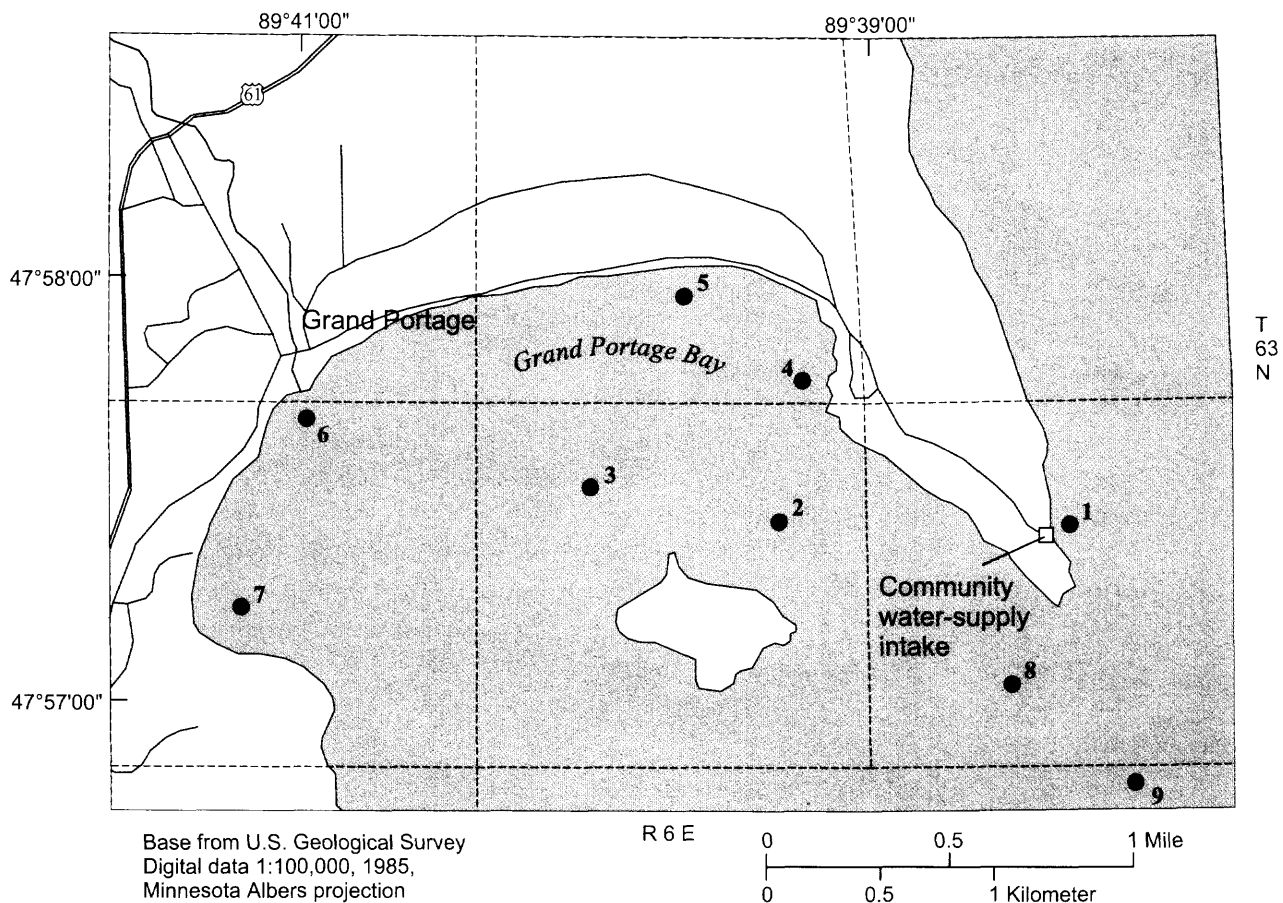 89°41'00"
89°39'00"
61
47°58'00"
Grand Portage
Grand Portage Bay
5
4
T
63
N
6
3
2
1
Community
water-supply
intake
7
8
47°57'00"
9
R 6 E
Base from U.S. Geological Survey
Digital data 1:100,000, 1985,
Minnesota Albers projection
0 0.5 1 Mile
0 0.5 1 Kilometer